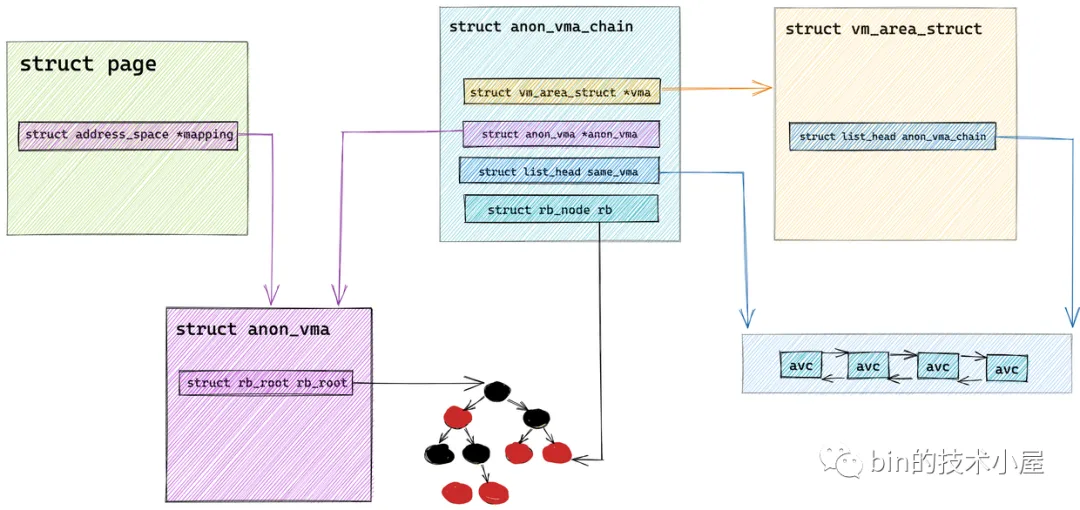 struct page
struct address_space *mapping
struct anon_vma_chain
struct vm_area_struct *vma
struct anon_vma *anon_vma
struct list_head same_vma
struct rb_node rb
struct vm_area_struct
struct list_head anon_vma_chain
struct anon_vma
struct rb_root rb_root
avc
avc
avc
avc
bin的技术小屋